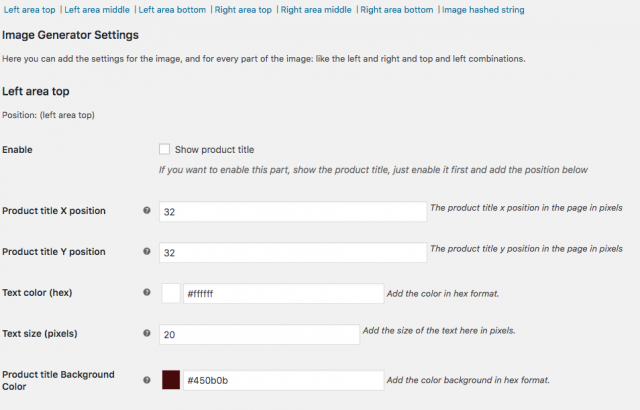 Left area top | Left area middle | Left area bottom | Right area top | Right area middle | Right area bottom | Image hashed string
Image Generator Settings
Here you can add the settings for the image, and for every part of the image: like the left and right and top and left combinations.
Left area top
Position: (left area top)
Enable Show product title
If you want to enable this part, show the product title, just enable it first and add the position below
Product title X position ? 32 The product title x position in the page in pixels
Product title Y position ? 32 The product title y position in the page in pixels
Text color (hex) ? #ffffff Add the color in hex format.
Text size (pixels) ? 20 Add the size of the text here in pixels.
Product title Background
Color ? #450b0b Add the color background in hex format.